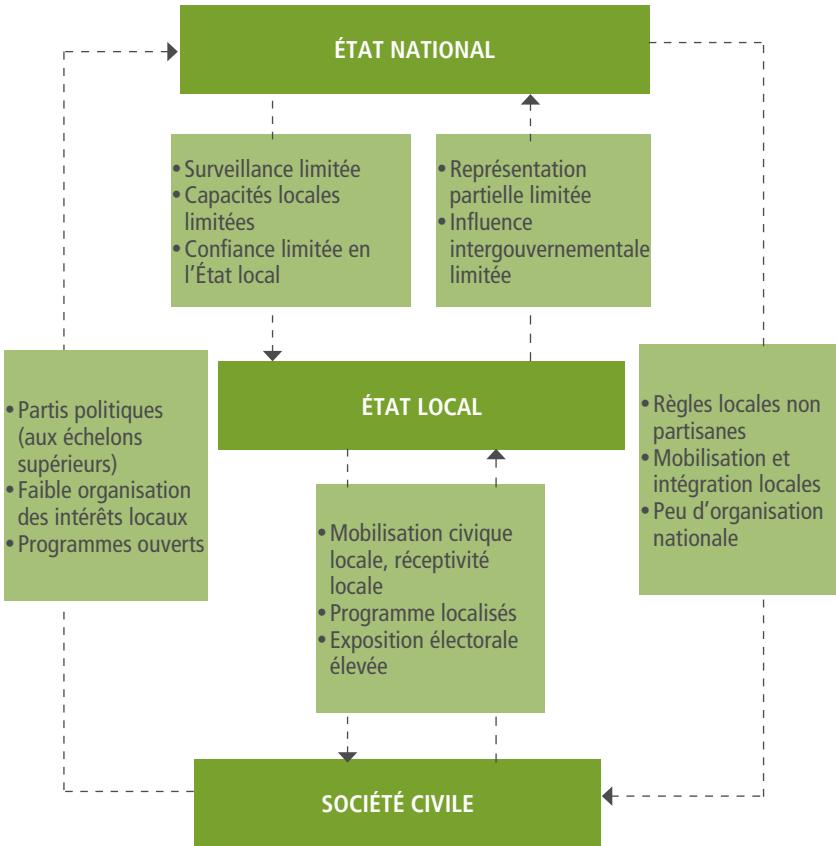 ÉTAT NATIONAL
• Surveillance limitée
• Capacités locales
limitées
• Confiance limitée en
l’État local
• Représentation
partielle limitée
• Influence
intergouvernementale
limitée
ÉTAT LOCAL
• Partis politiques
(aux échelons
supérieurs)
• Faible organisation
des intérêts locaux
• Programmes ouverts
• Règles locales non
partisanes
• Mobilisation et
intégration locales
• Peu d’organisation
nationale
• Mobilisation civique
locale, réceptivité
locale
• Programme localisés
• Exposition électorale
élevée
SOCIÉTÉ CIVILE